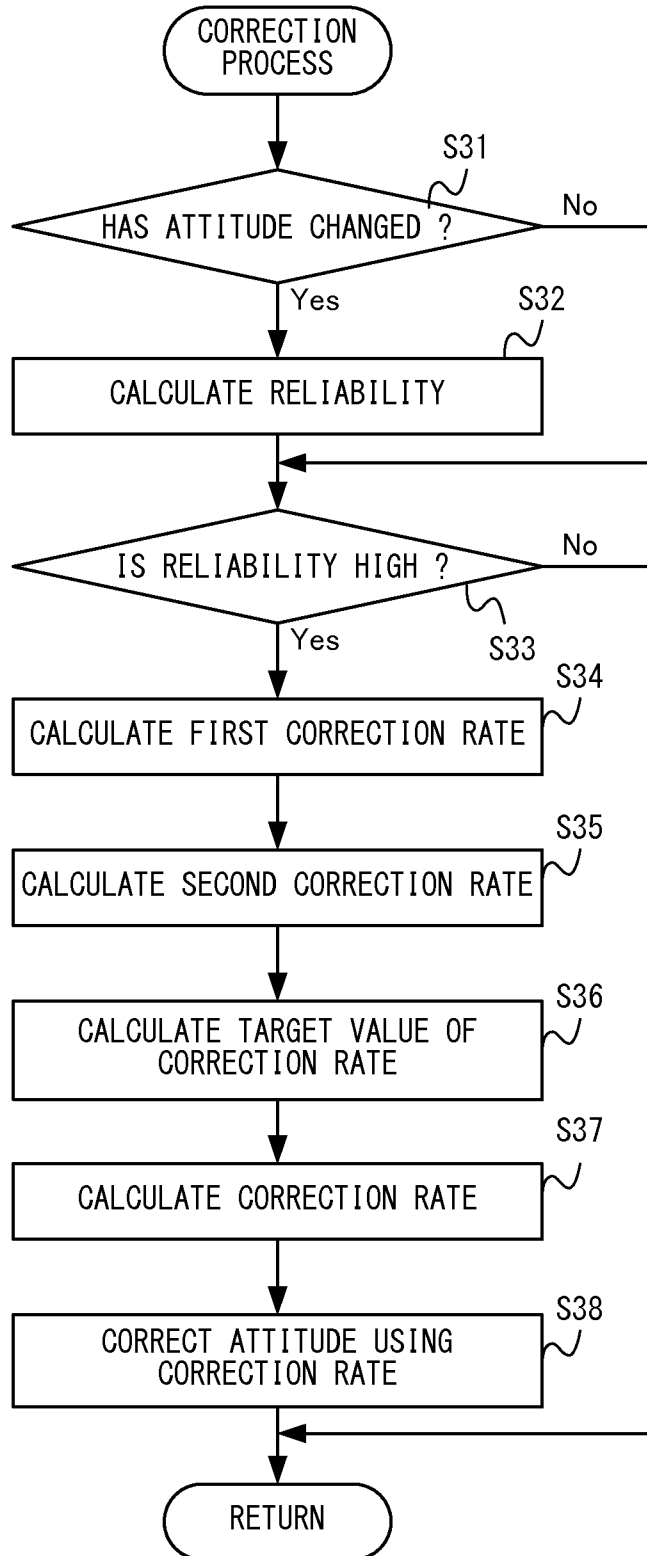 CORRECTION
PROCESS
S31
HAS ATTITUDE CHANGED ?
No
Yes
S32
CALCULATE RELIABILITY
IS RELIABILITY HIGH ?
No
Yes
S33
S34
CALCULATE FIRST CORRECTION RATE
S35
CALCULATE SECOND CORRECTION RATE
S36
CALCULATE TARGET VALUE OF
CORRECTION RATE
S37
CALCULATE CORRECTION RATE
S38
CORRECT ATTITUDE USING
CORRECTION RATE
RETURN